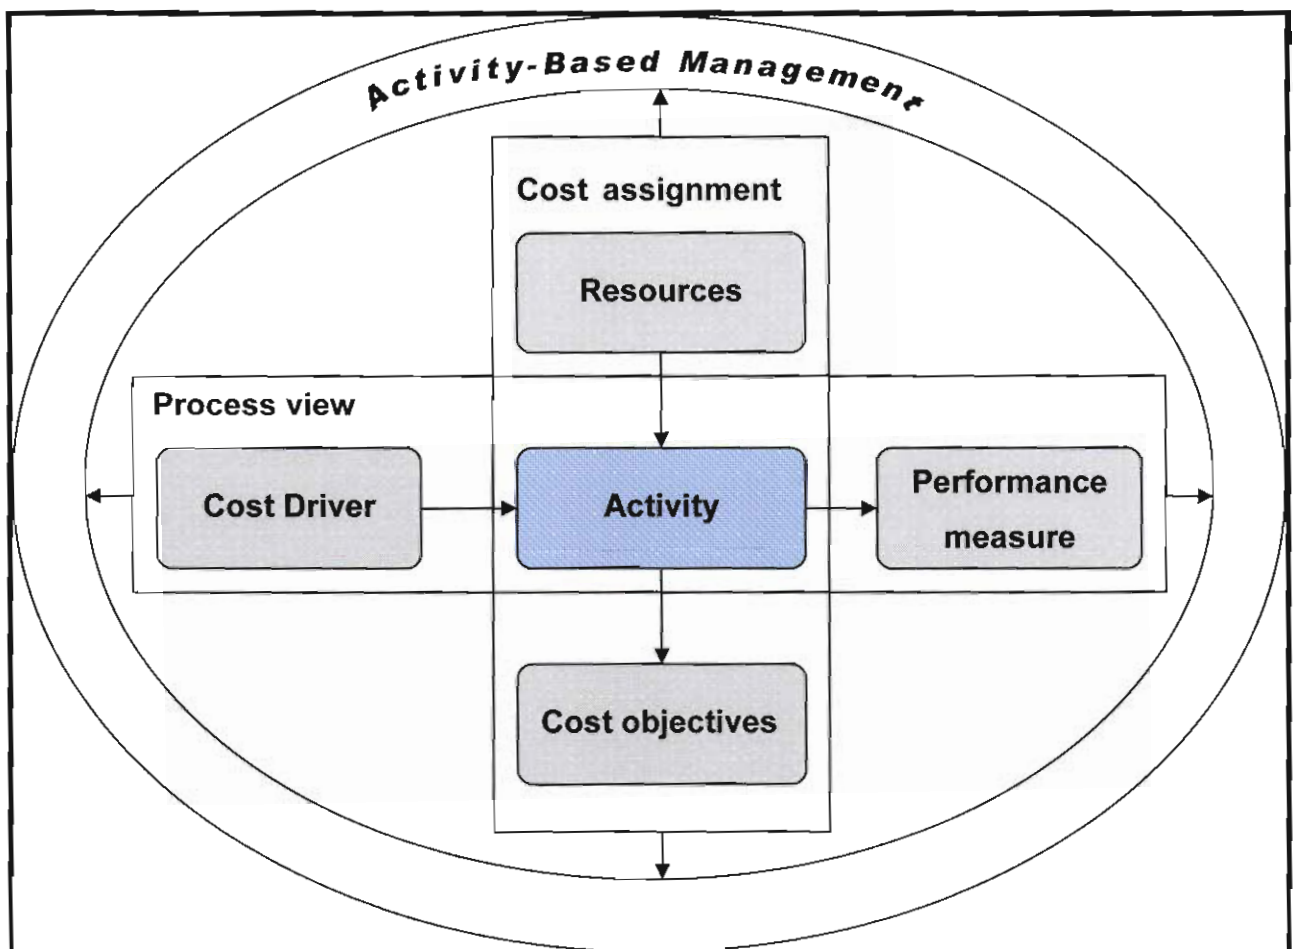 Activity-Based Management
Cost assignment
Resources
Process view
Cost Driver
Activity
Performance
measure
Cost objectives